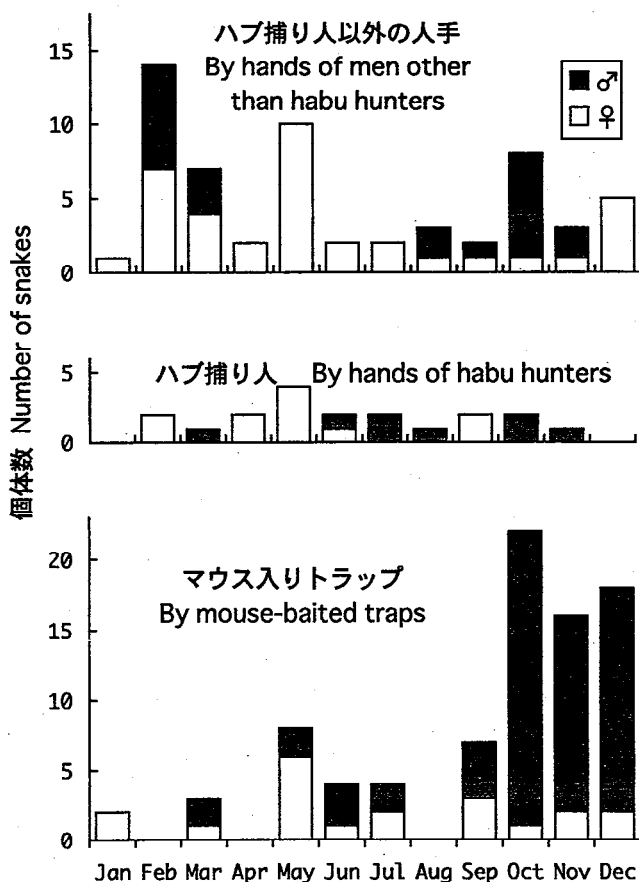 ハブ捕り人以外の人手
By hands of men other
than habu hunters
♂
♀
15
10
5
0
ハブ捕り人 By hands of habu hunters
5
0
マウス入りトラップ
By mouse-baited traps
20
15
10
5
0
個体数 Number of snakes
Jan Feb Mar Apr May Jun Jul Aug Sep Oct Nov Dec